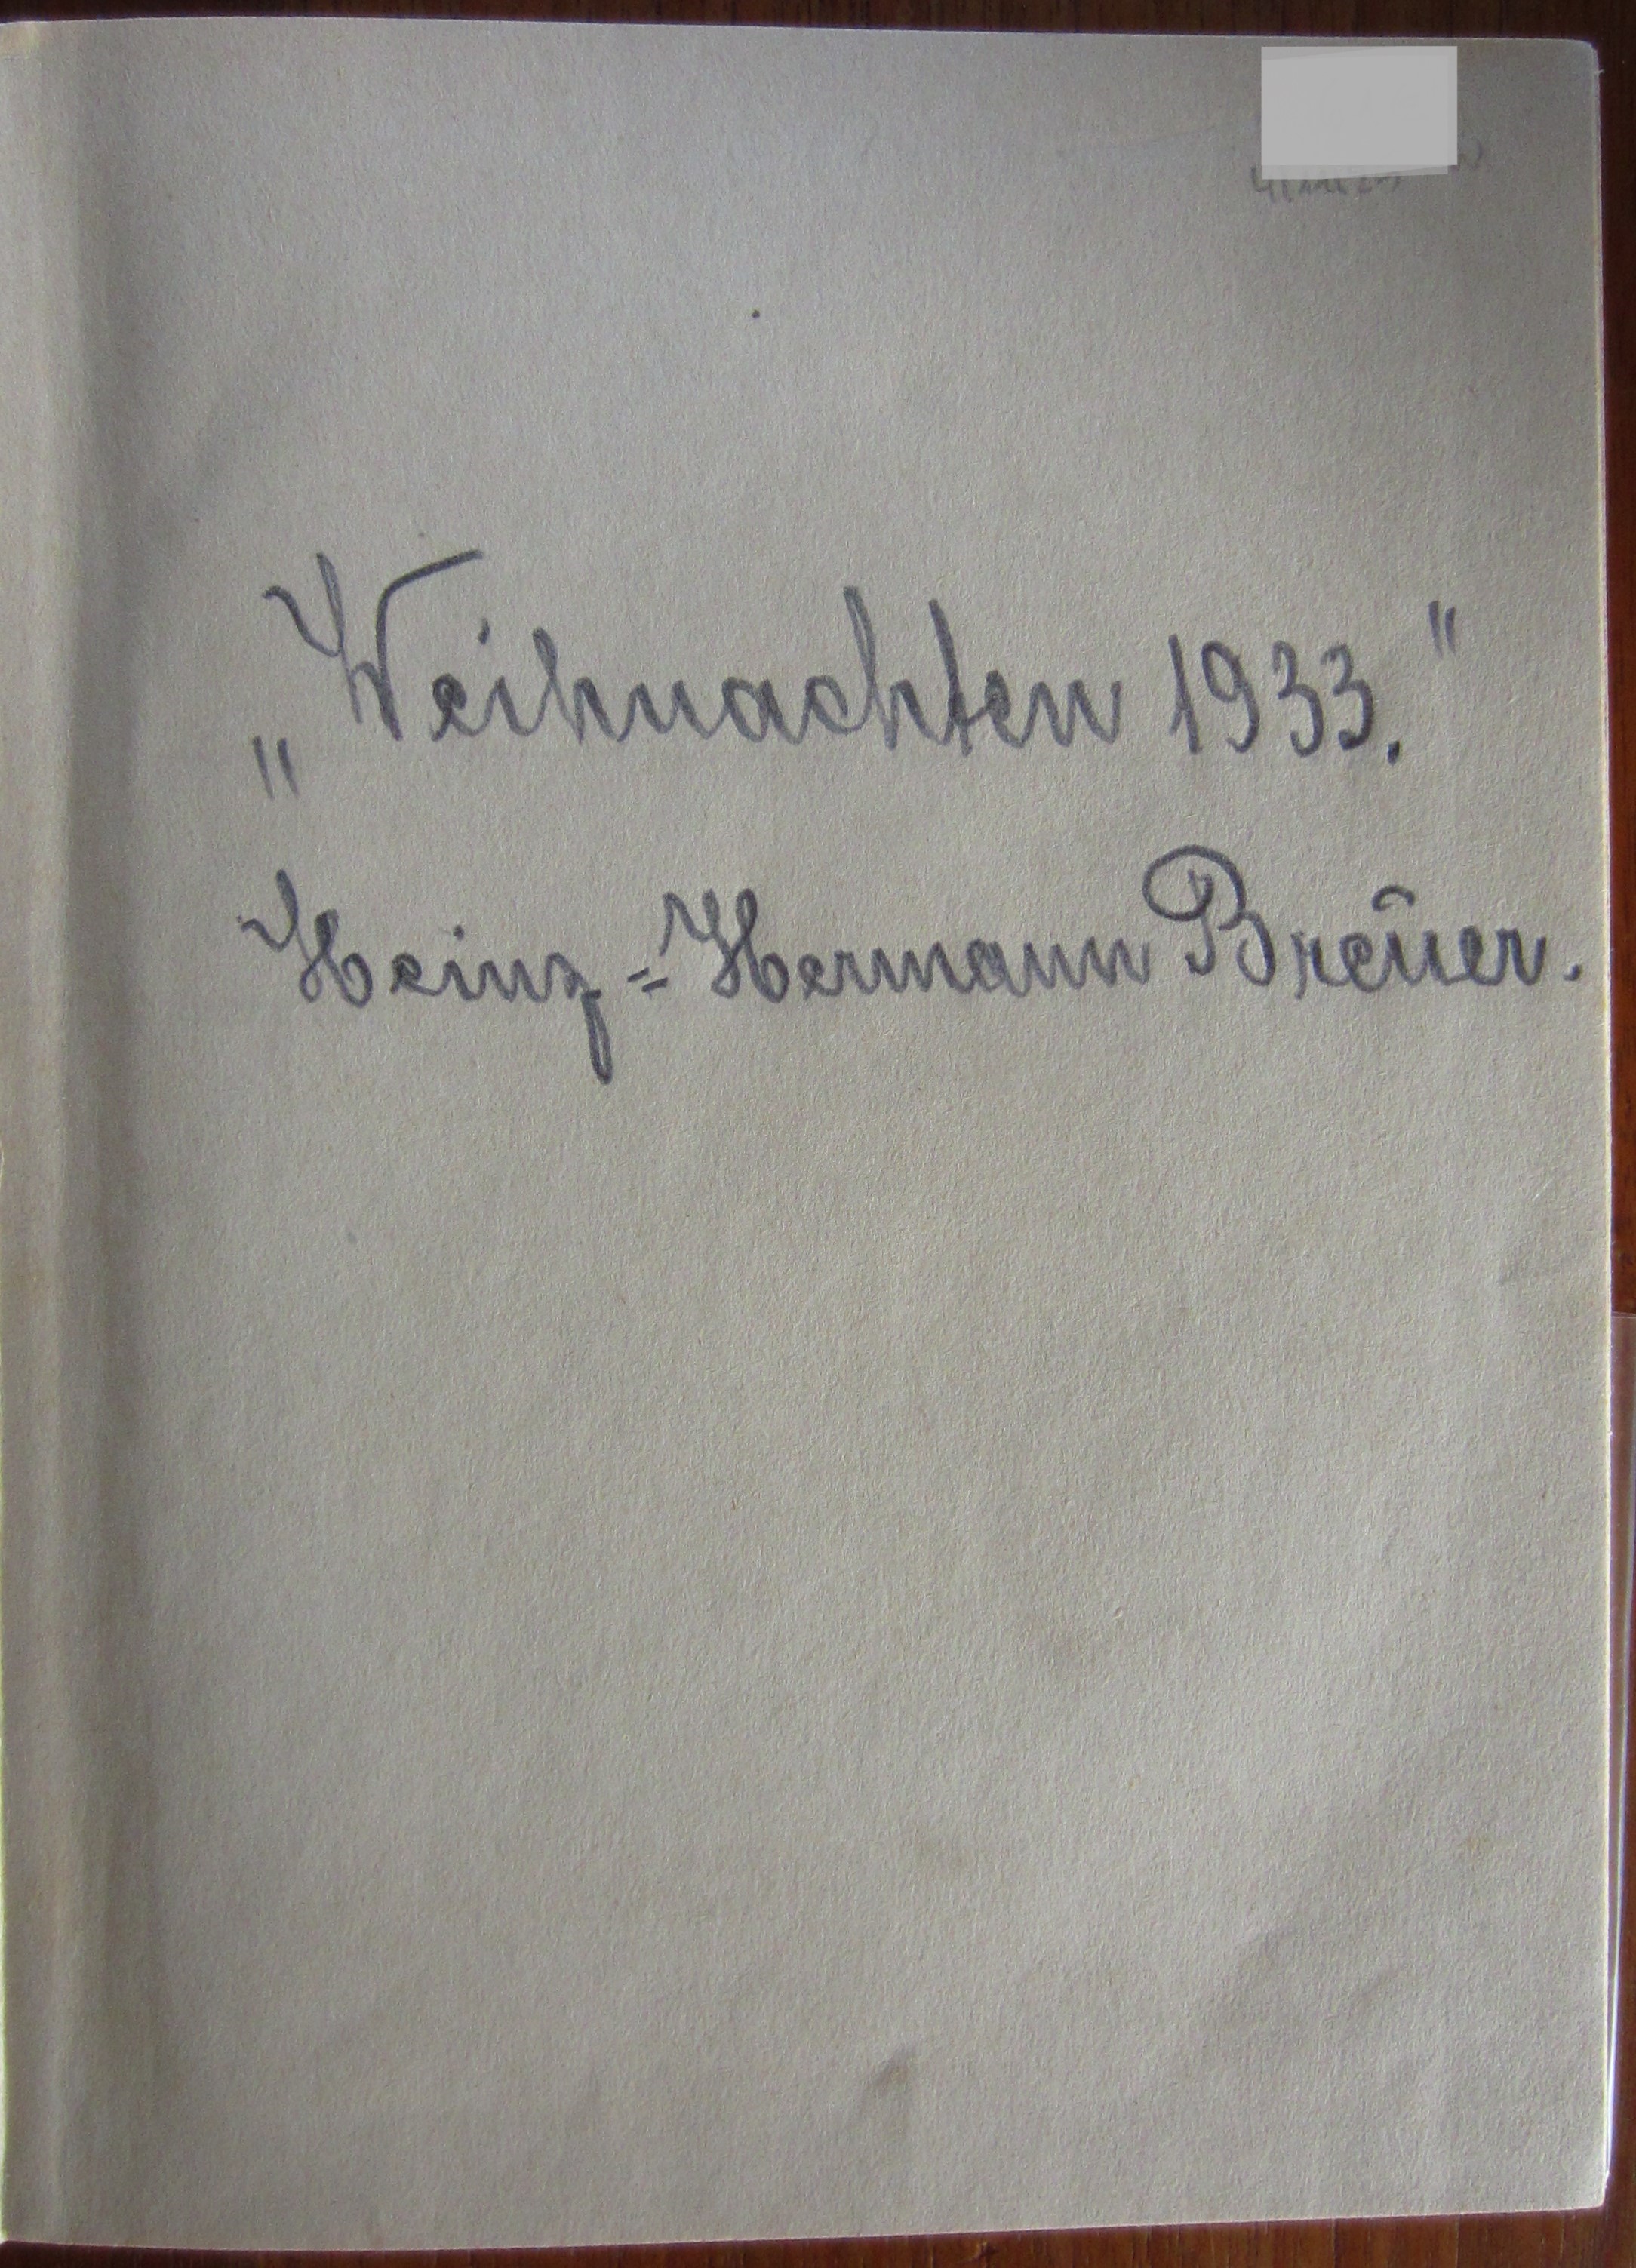 „Weihnachten 1933."
Heinz=Hermann Breuer.